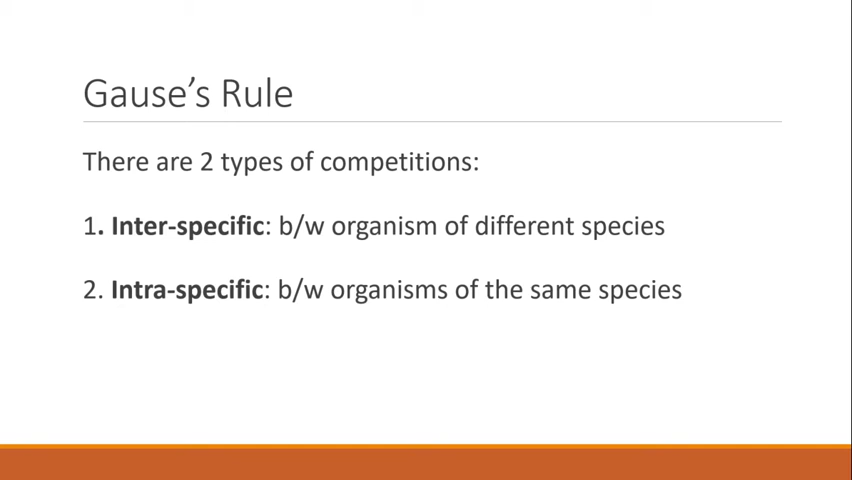 Gause’s Rule
There are 2 types of competitions:
1. Inter-specific: b/w organism of different species
2. Intra-specific: b/w organisms of the same species